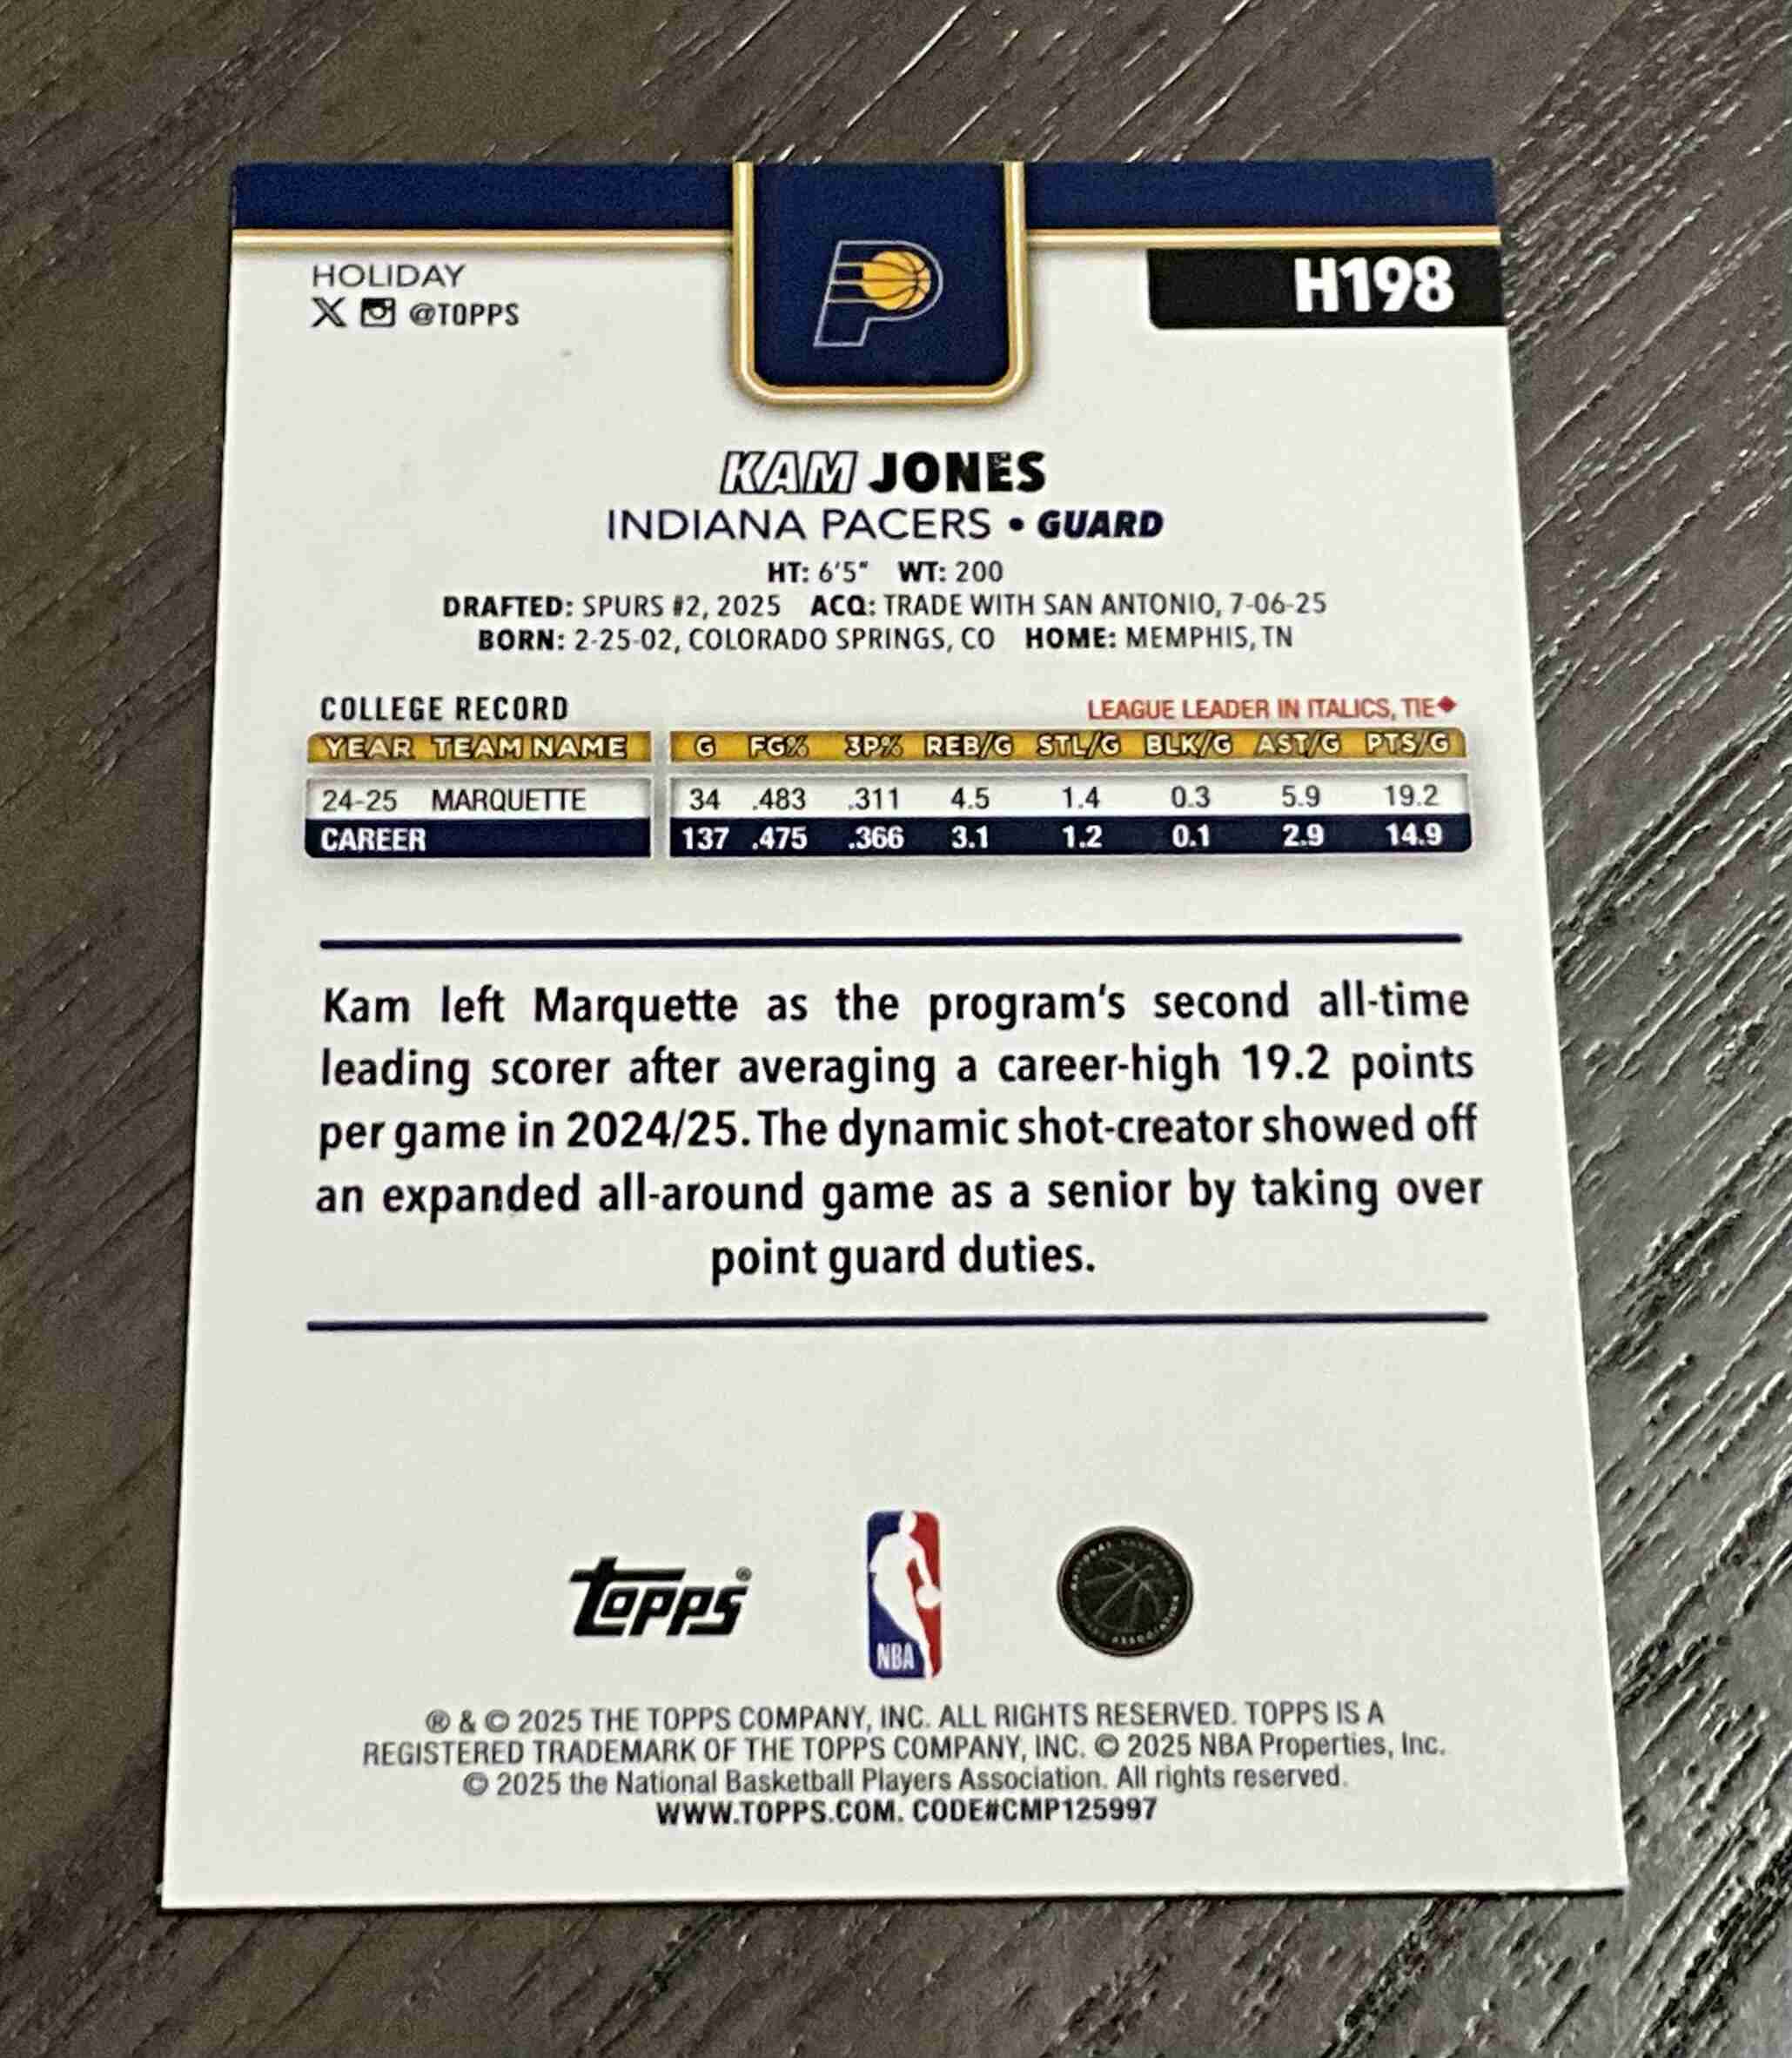 HOLIDAY
@TOPPS
H198
KAM JONES
INDIANA PACERS • GUARD
HT: 6'5" WT: 200
DRAFTED: SPURS #2, 2025 ACQ: TRADE WITH SAN ANTONIO, 7-06-25
BORN: 2-25-02, COLORADO SPRINGS, CO HOME: MEMPHIS, TN
COLLEGE RECORD LEAGUE LEADER IN ITALICS, TIE◆
YEAR TEAM NAME G FG% 3P% REB/G STL/G BLK/G AST/G PTS/G
24-25 MARQUETTE 34 .483 .311 4.5 1.4 0.3 5.9 19.2
CAREER 137 .475 .366 3.1 1.2 0.1 2.9 14.9
Kam left Marquette as the program's second all-time
leading scorer after averaging a career-high 19.2 points
per game in 2024/25. The dynamic shot-creator showed off
an expanded all-around game as a senior by taking over
point guard duties.
topps®
NBA
® & © 2025 THE TOPPS COMPANY, INC. ALL RIGHTS RESERVED. TOPPS IS A
REGISTERED TRADEMARK OF THE TOPPS COMPANY, INC. © 2025 NBA Properties, Inc.
© 2025 the National Basketball Players Association. All rights reserved.
WWW.TOPPS.COM. CODE#CMP125997